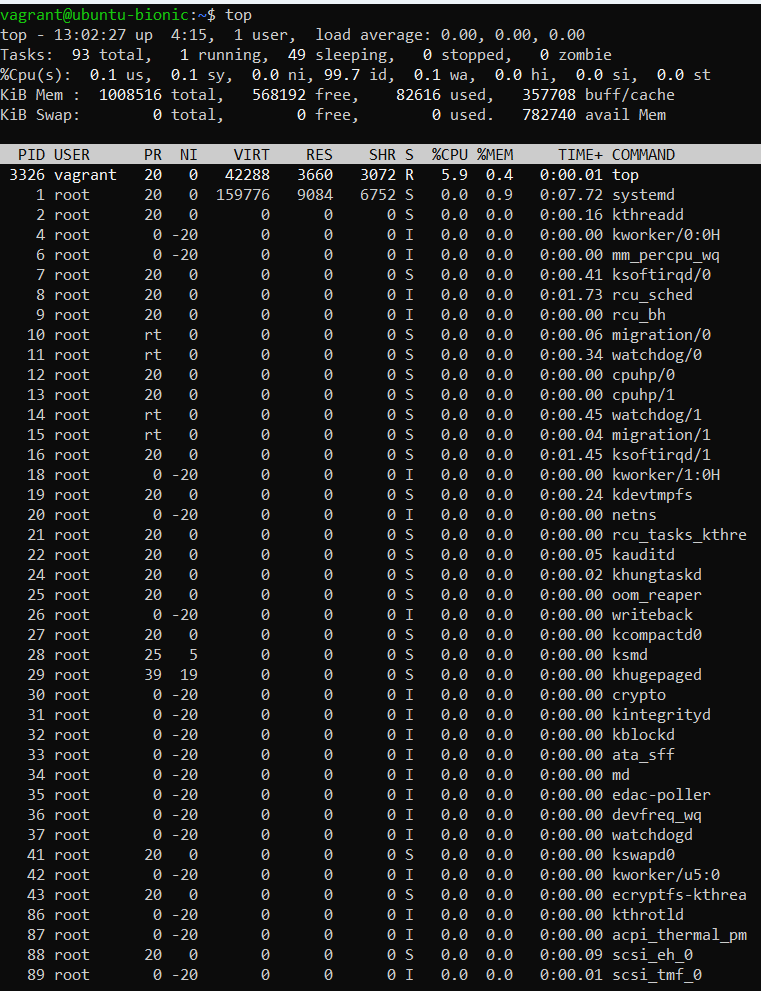 vagrant@ubuntu-bionic:~$ top
top - 13:02:27 up  4:15,  1 user,  load average: 0.00, 0.00, 0.00
Tasks:  93 total,   1 running,  49 sleeping,   0 stopped,   0 zombie
%Cpu(s):  0.1 us,  0.1 sy,  0.0 ni, 99.7 id,  0.1 wa,  0.0 hi,  0.0 si,  0.0 st
KiB Mem :  1008516 total,   568192 free,    82616 used,   357708 buff/cache
KiB Swap:        0 total,        0 free,        0 used.   782740 avail Mem
PID USER      PR  NI    VIRT    RES    SHR S  %CPU %MEM     TIME+ COMMAND
3326 vagrant   20   0   42288   3660   3072 R   5.9  0.4   0:00.01 top
1 root      20   0  159776   9084   6752 S   0.0  0.9   0:07.72 systemd
2 root      20   0       0      0      0 S   0.0  0.0   0:00.16 kthreadd
4 root       0 -20       0      0      0 I   0.0  0.0   0:00.00 kworker/0:0H
6 root       0 -20       0      0      0 I   0.0  0.0   0:00.00 mm_percpu_wq
7 root      20   0       0      0      0 S   0.0  0.0   0:00.41 ksoftirqd/0
8 root      20   0       0      0      0 I   0.0  0.0   0:01.73 rcu_sched
9 root      20   0       0      0      0 I   0.0  0.0   0:00.00 rcu_bh
10 root      rt   0       0      0      0 S   0.0  0.0   0:00.06 migration/0
11 root      rt   0       0      0      0 S   0.0  0.0   0:00.34 watchdog/0
12 root      20   0       0      0      0 S   0.0  0.0   0:00.00 cpuhp/0
13 root      20   0       0      0      0 S   0.0  0.0   0:00.00 cpuhp/1
14 root      rt   0       0      0      0 S   0.0  0.0   0:00.45 watchdog/1
15 root      rt   0       0      0      0 S   0.0  0.0   0:00.04 migration/1
16 root      20   0       0      0      0 S   0.0  0.0   0:01.45 ksoftirqd/1
18 root       0 -20       0      0      0 I   0.0  0.0   0:00.00 kworker/1:0H
19 root      20   0       0      0      0 S   0.0  0.0   0:00.24 kdevtmpfs
20 root       0 -20       0      0      0 I   0.0  0.0   0:00.00 netns
21 root      20   0       0      0      0 S   0.0  0.0   0:00.00 rcu_tasks_kthre
22 root      20   0       0      0      0 S   0.0  0.0   0:00.05 kauditd
24 root      20   0       0      0      0 S   0.0  0.0   0:00.02 khungtaskd
25 root      20   0       0      0      0 S   0.0  0.0   0:00.00 oom_reaper
26 root       0 -20       0      0      0 I   0.0  0.0   0:00.00 writeback
27 root      20   0       0      0      0 S   0.0  0.0   0:00.00 kcompactd0
28 root      25   5       0      0      0 S   0.0  0.0   0:00.00 ksmd
29 root      39  19       0      0      0 S   0.0  0.0   0:00.00 khugepaged
30 root       0 -20       0      0      0 I   0.0  0.0   0:00.00 crypto
31 root       0 -20       0      0      0 I   0.0  0.0   0:00.00 kintegrityd
32 root       0 -20       0      0      0 I   0.0  0.0   0:00.00 kblockd
33 root       0 -20       0      0      0 I   0.0  0.0   0:00.00 ata_sff
34 root       0 -20       0      0      0 I   0.0  0.0   0:00.00 md
35 root       0 -20       0      0      0 I   0.0  0.0   0:00.00 edac-poller
36 root       0 -20       0      0      0 I   0.0  0.0   0:00.00 devfreq_wq
37 root       0 -20       0      0      0 I   0.0  0.0   0:00.00 watchdogd
41 root      20   0       0      0      0 S   0.0  0.0   0:00.00 kswapd0
42 root       0 -20       0      0      0 I   0.0  0.0   0:00.00 kworker/u5:0
43 root      20   0       0      0      0 S   0.0  0.0   0:00.00 ecryptfs-kthrea
86 root       0 -20       0      0      0 I   0.0  0.0   0:00.00 kthrotld
87 root       0 -20       0      0      0 I   0.0  0.0   0:00.00 acpi_thermal_pm
88 root      20   0       0      0      0 S   0.0  0.0   0:00.09 scsi_eh_0
89 root       0 -20       0      0      0 I   0.0  0.0   0:00.01 scsi_tmf_0